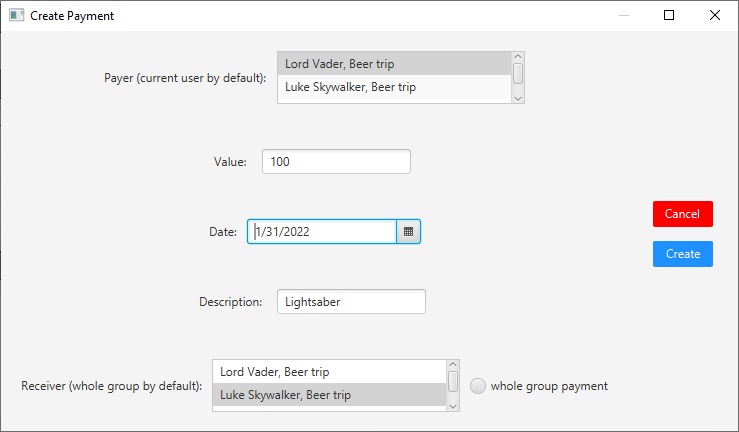 Create Payment
Payer (current user by default):
Lord Vader, Beer trip
Luke Skywalker, Beer trip
Value:
100
Date:
1/31/2022
Cancel
Create
Description:
Lightsaber
Receiver (whole group by default):
Lord Vader, Beer trip
Luke Skywalker, Beer trip
whole group payment